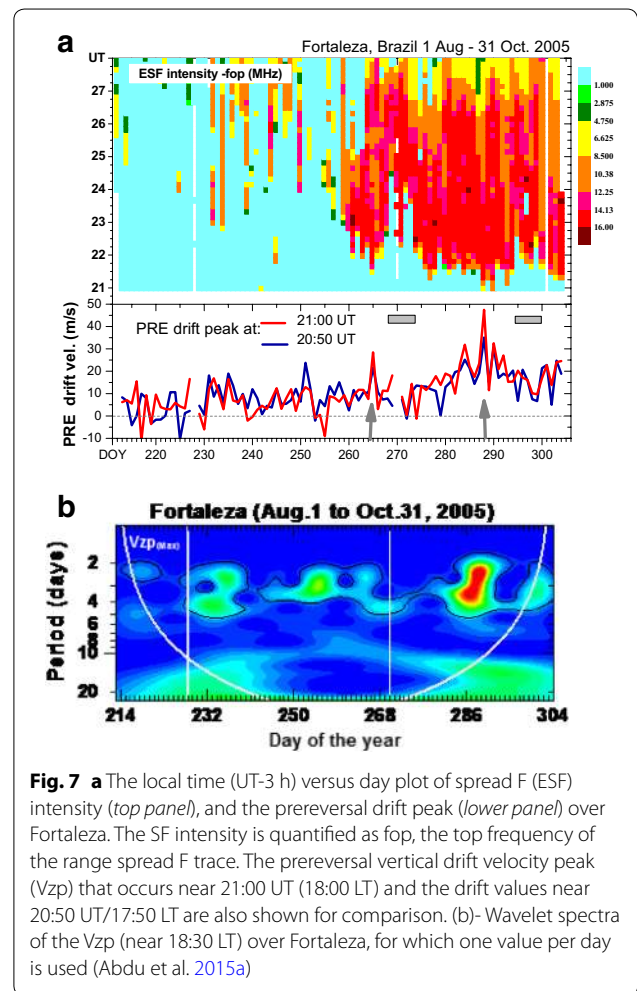 a
Fortaleza, Brazil 1 Aug - 31 Oct. 2005
UT
ESF intensity -fop (MHz)
27
26
25
24
23
22
21
1.000
2.875
4.750
6.625
8.500
10.38
12.25
14.13
16.00
50
40
30
20
10
0
-10
PRE drift vel. (m/s)
PRE drift peak at:
21:00 UT
20:50 UT
DOY 220 230 240 250 260 270 280 290 300
b
Fortaleza (Aug.1 to Oct.31, 2005)
Vzp(Max)
Period (days)
2
4
6
8
10
20
214 232 250 268 286 304
Day of the year
Fig. 7 a The local time (UT-3 h) versus day plot of spread F (ESF)
intensity (top panel), and the prereversal drift peak (lower panel) over
Fortaleza. The SF intensity is quantified as fop, the top frequency of
the range spread F trace. The prereversal vertical drift velocity peak
(Vzp) that occurs near 21:00 UT (18:00 LT) and the drift values near
20:50 UT/17:50 LT are also shown for comparison. (b)- Wavelet spectra
of the Vzp (near 18:30 LT) over Fortaleza, for which one value per day
is used (Abdu et al. 2015a)